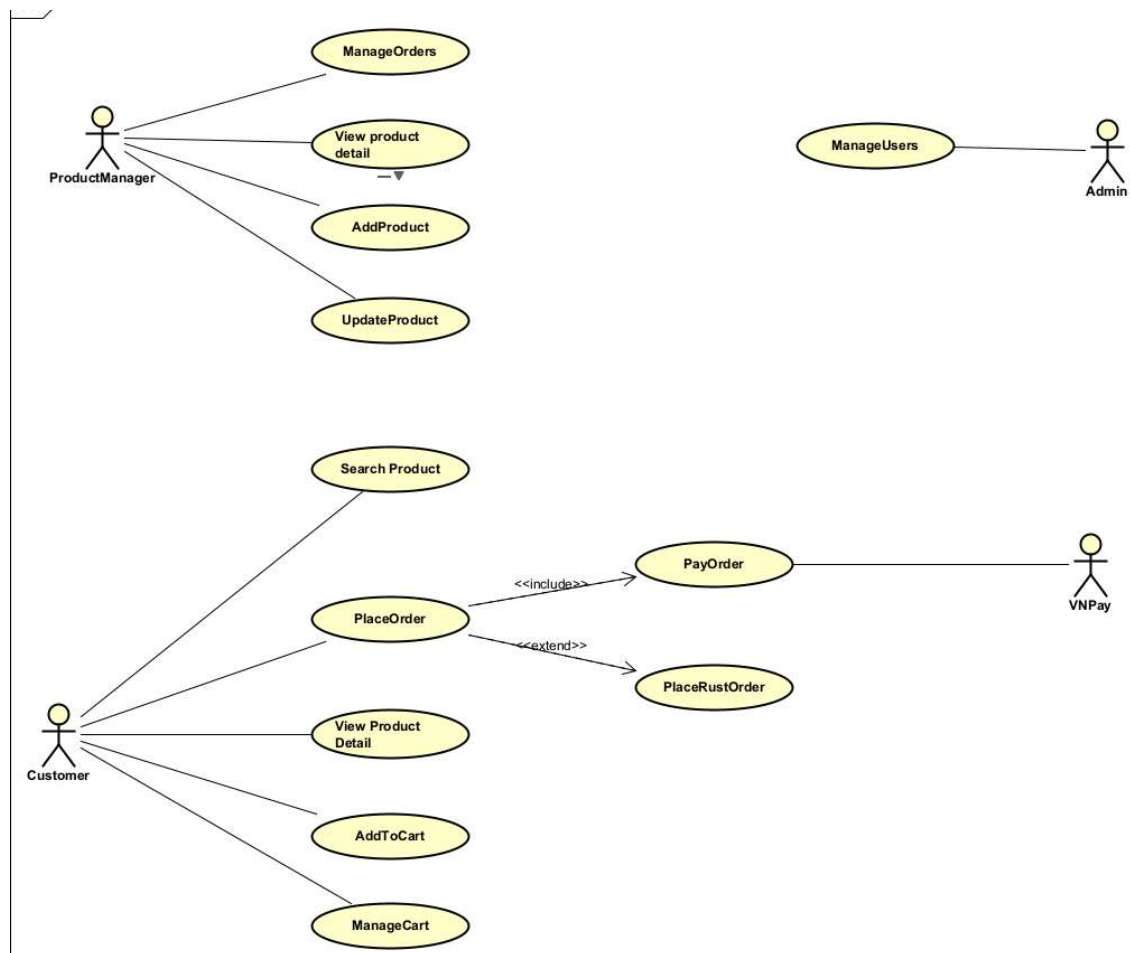 ManageOrders
View product
detail
ProductManager
AddProduct
UpdateProduct
ManageUsers
Admin
Search Product
PayOrder
<<include>>
VNPay
PlaceOrder
<<extend>>
PlaceRustOrder
View Product
Detail
Customer
AddToCart
ManageCart